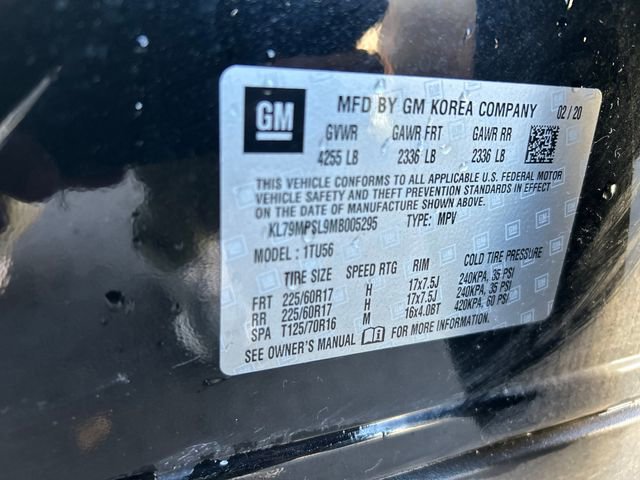 GM MFD BY GM KOREA COMPANY 02/20
GVWR GAWR FRT GAWR RR
4255 LB 2336 LB 2336 LB
THIS VEHICLE CONFORMS TO ALL APPLICABLE U.S. FEDERAL MOTOR
VEHICLE SAFETY AND THEFT PREVENTION STANDARDS IN EFFECT
ON THE DATE OF MANUFACTURE SHOWN ABOVE.
KL79MPSL9MB005295 TYPE: MPV
MODEL: 1TU56
TIRE SIZE SPEED RTG RIM COLD TIRE PRESSURE
FRT 225/60R17 H 17x7.5J 240KPA, 35 PSI
RR 225/60R17 H 17x7.5J 240KPA, 35 PSI
SPA T125/70R16 M 16x4.0BT 420KPA, 60 PSI
SEE OWNER'S MANUAL FOR MORE INFORMATION.